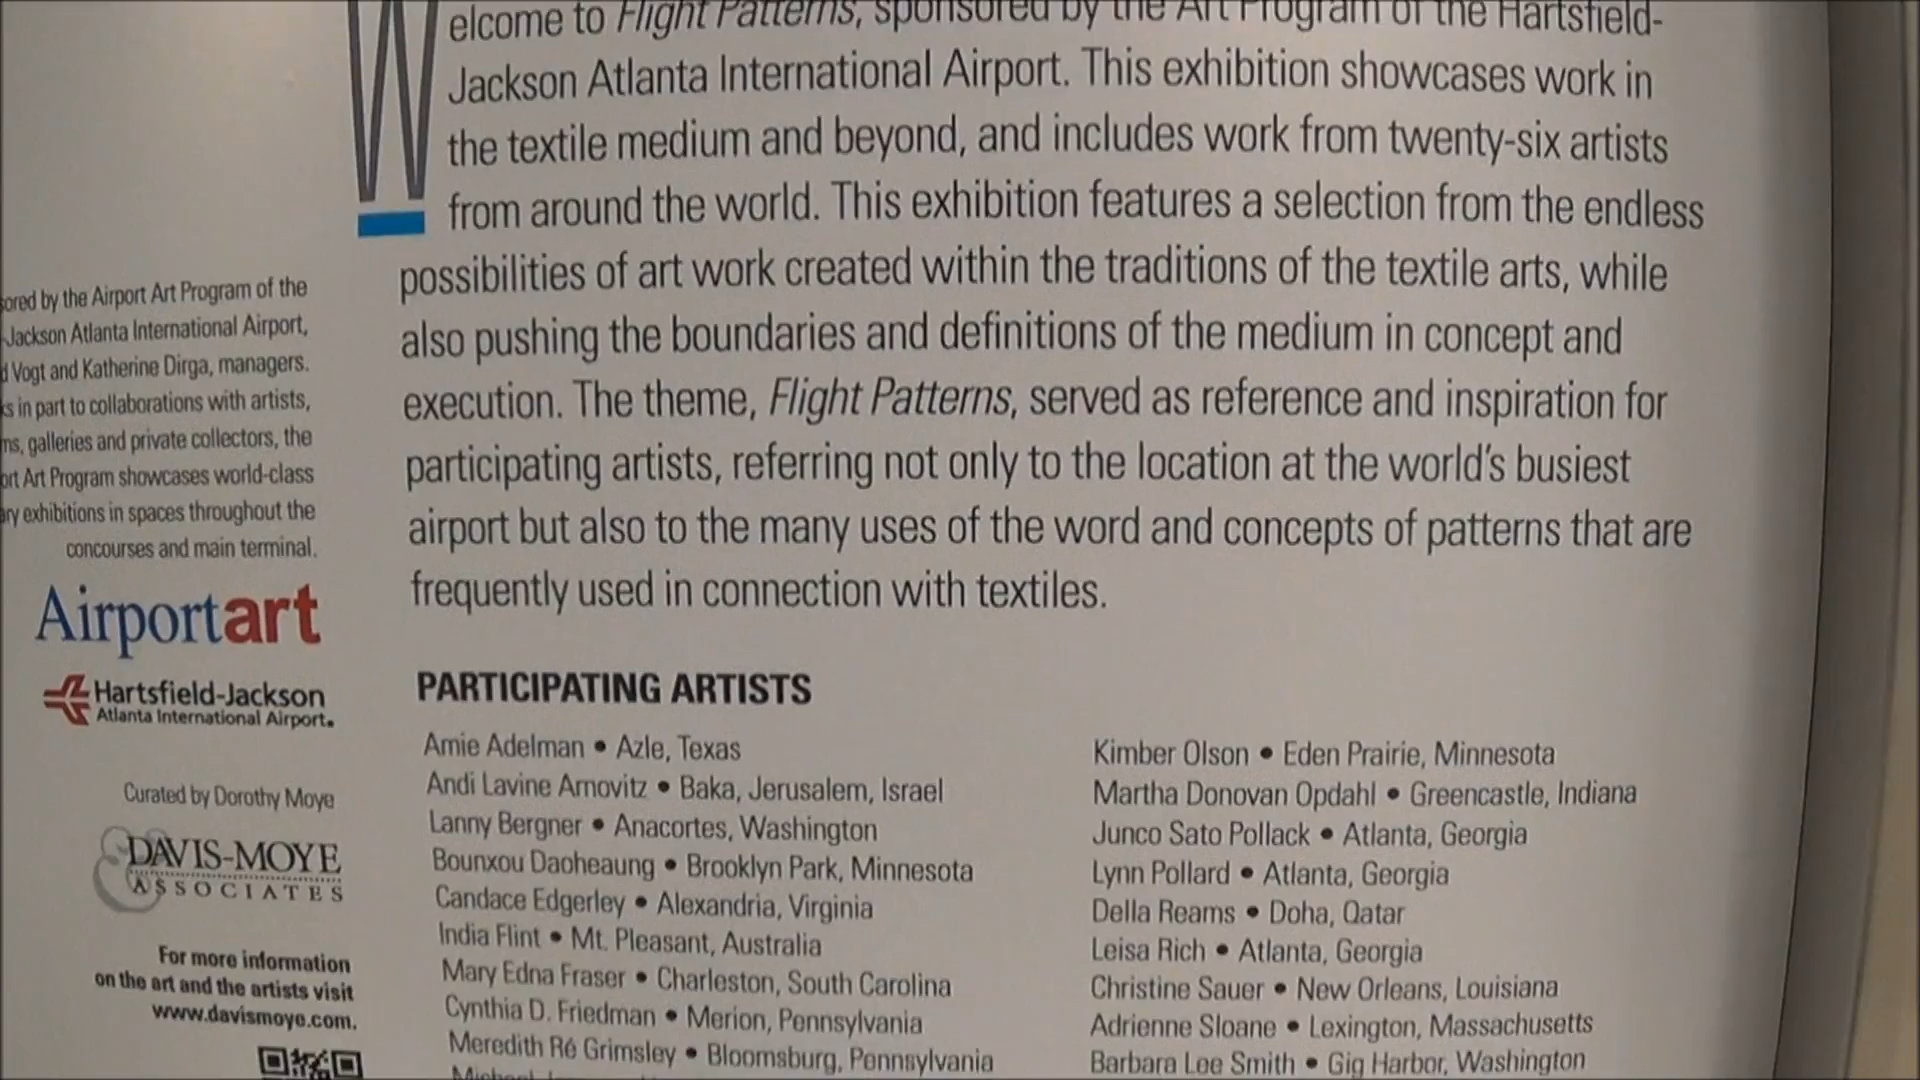 Welcome to Flight Patterns, sponsored by the Art Program of the Hartsfield-
Jackson Atlanta International Airport. This exhibition showcases work in
the textile medium and beyond, and includes work from twenty-six artists
from around the world. This exhibition features a selection from the endless
possibilities of art work created within the traditions of the textile arts, while
also pushing the boundaries and definitions of the medium in concept and
execution. The theme, Flight Patterns, served as reference and inspiration for
participating artists, referring not only to the location at the world's busiest
airport but also to the many uses of the word and concepts of patterns that are
frequently used in connection with textiles.
by the Airport Art Program of the
Jackson Atlanta International Airport,
Vogt and Katherine Dirga, managers.
in part to collaborations with artists,
galleries and private collectors, the
Art Program showcases world-class
exhibitions in spaces throughout the
concourses and main terminal.
Airportart
Hartsfield-Jackson
Atlanta International Airport.
Curated by Dorothy Moye
DAVIS-MOYE
& ASSOCIATES
For more information
on the art and the artists visit
www.davismoye.com.
PARTICIPATING ARTISTS
Amie Adelman • Azle, Texas
Andi Lavine Arnovitz • Baka, Jerusalem, Israel
Lanny Bergner • Anacortes, Washington
Bounxou Daoheaung • Brooklyn Park, Minnesota
Candace Edgerley • Alexandria, Virginia
India Flint • Mt. Pleasant, Australia
Mary Edna Fraser • Charleston, South Carolina
Cynthia D. Friedman • Merion, Pennsylvania
Meredith Ré Grimsley • Bloomsburg, Pennsylvania
Kimber Olson • Eden Prairie, Minnesota
Martha Donovan Opdahl • Greencastle, Indiana
Junco Sato Pollack • Atlanta, Georgia
Lynn Pollard • Atlanta, Georgia
Della Reams • Doha, Qatar
Leisa Rich • Atlanta, Georgia
Christine Sauer • New Orleans, Louisiana
Adrienne Sloane • Lexington, Massachusetts
Barbara Lee Smith • Gig Harbor, Washington